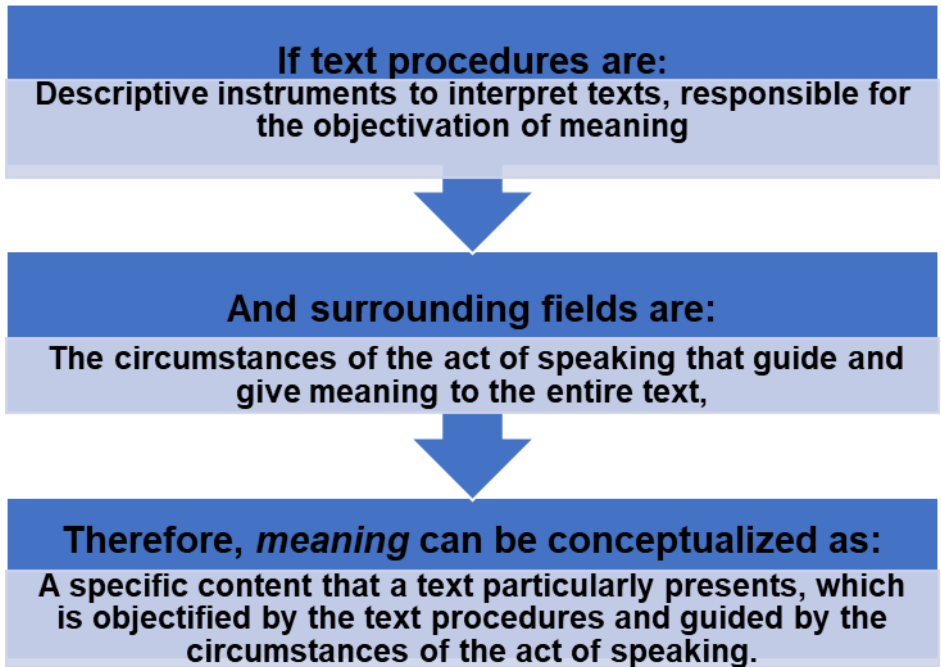 If text procedures are:
Descriptive instruments to interpret texts, responsible for
the objectivation of meaning
And surrounding fields are:
The circumstances of the act of speaking that guide and
give meaning to the entire text,
Therefore, meaning can be conceptualized as:
A specific content that a text particularly presents, which
is objectified by the text procedures and guided by the
circumstances of the act of speaking.